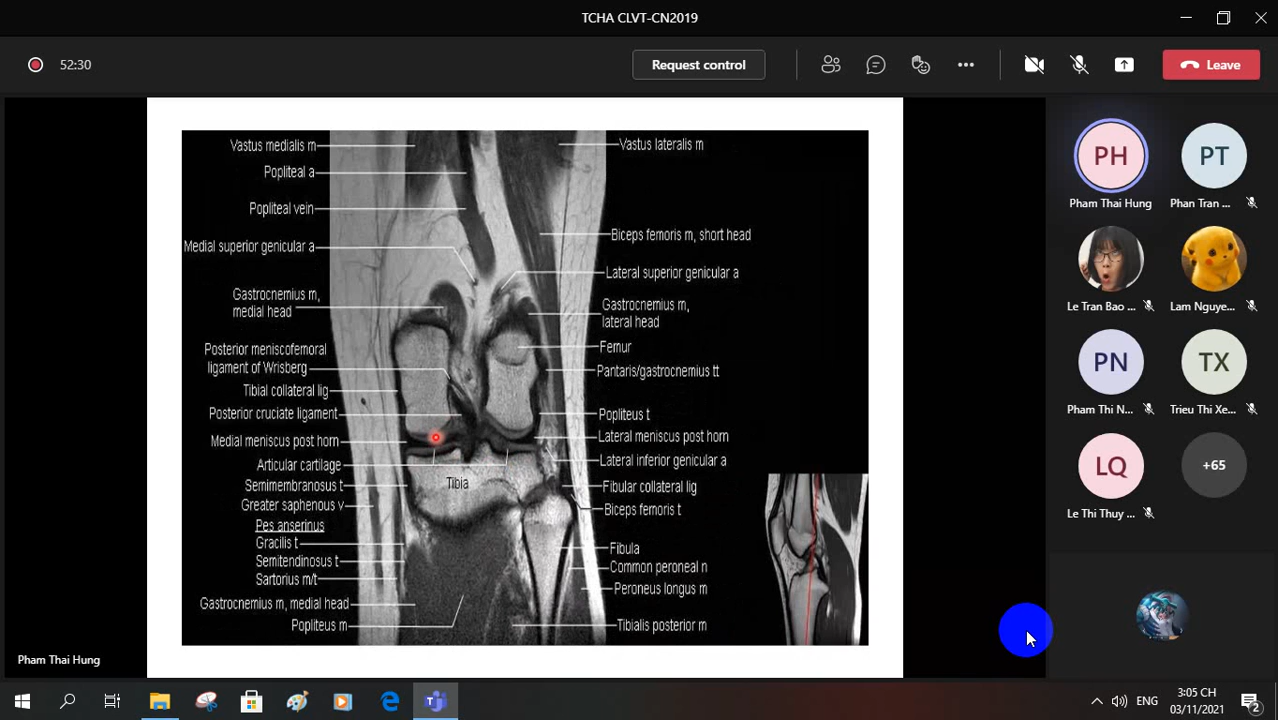 TCHA CLVT-CN2019
52:30
Request control
Leave
Vastus medialis m
Popliteal a
Popliteal vein
Medial superior genicular a
Gastrocnemius m,
medial head
Posterior meniscofemoral
ligament of Wrisberg
Tibial collateral lig
Posterior cruciate ligament
Medial meniscus post horn
Articular cartilage
Semimembranosus t
Greater saphenous v
Pes anserinus
Gracilis t
Semitendinosus t
Sartorius m/t
Gastrocnemius m, medial head
Popliteus m
Tibia
Vastus lateralis m
Biceps femoris m, short head
Lateral superior genicular a
Gastrocnemius m,
lateral head
Femur
Pantaris/gastrocnemius tt
Popliteus t
Lateral meniscus post horn
Lateral inferior genicular a
Fibular collateral lig
Biceps femoris t
Fibula
Common peroneal n
Peroneus longus m
Tibialis posterior m
PH
Pham Thai Hung
PT
Phan Tran ...
Le Tran Bao ...
Lam Nguye...
PN
Pham Thi N...
TX
Trieu Thi Xe...
LQ
Le Thi Thuy ...
+65
Pham Thai Hung
ENG
3:05 CH
03/11/2021
2